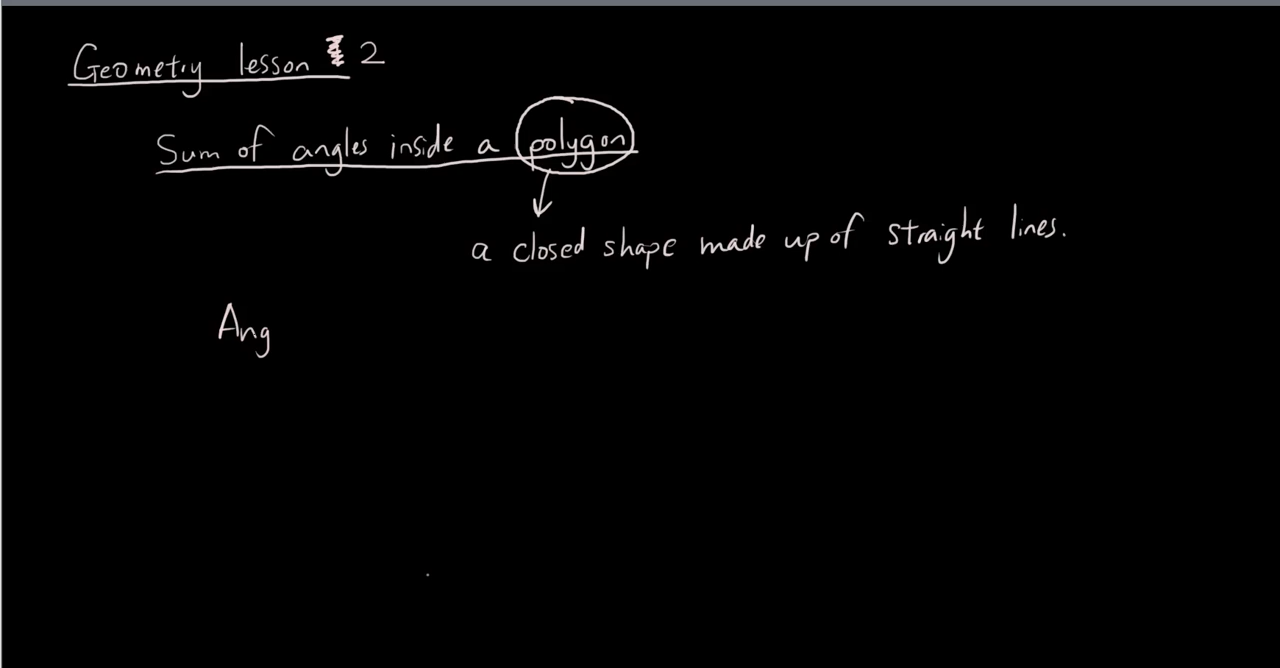 Geometry lesson 2
Sum of angles inside a polygon
a closed shape made up of straight lines.
Ang